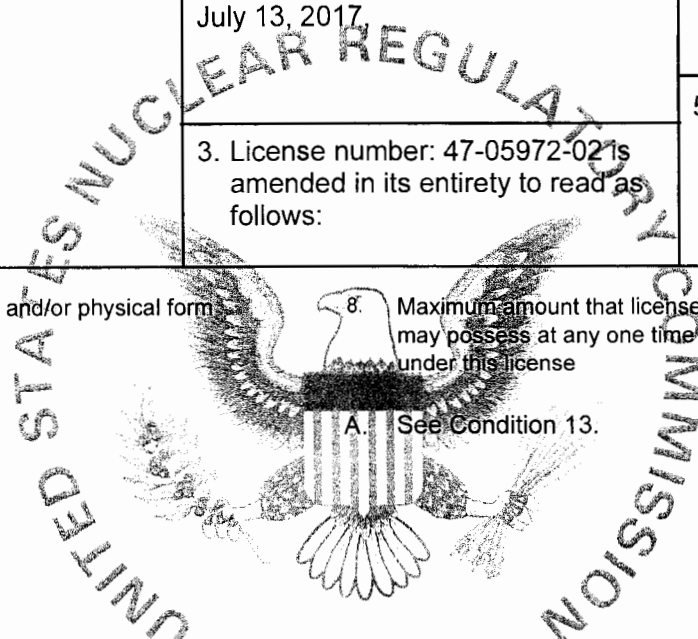 July 13, 2017,
3. License number: 47-05972-02 is
amended in its entirety to read as
follows:
and/or physical form
8. Maximum amount that license
may possess at any one time
under this license
A. See Condition 13.
UNITED STATES NUCLEAR REGULATORY COMMISSION